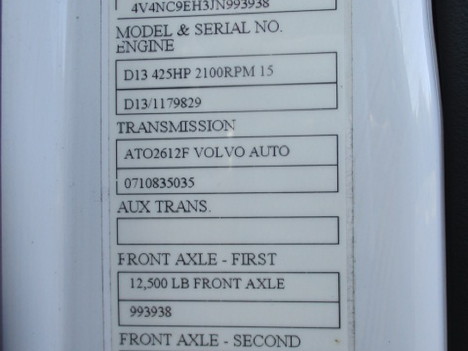 4V4NC9EH3JN993938
MODEL & SERIAL NO.
ENGINE
D13 425HP 2100RPM 15
D13/1179829
TRANSMISSION
ATO2612F VOLVO AUTO
0710835035
AUX TRANS.
FRONT AXLE - FIRST
12,500 LB FRONT AXLE
993938
FRONT AXLE - SECOND